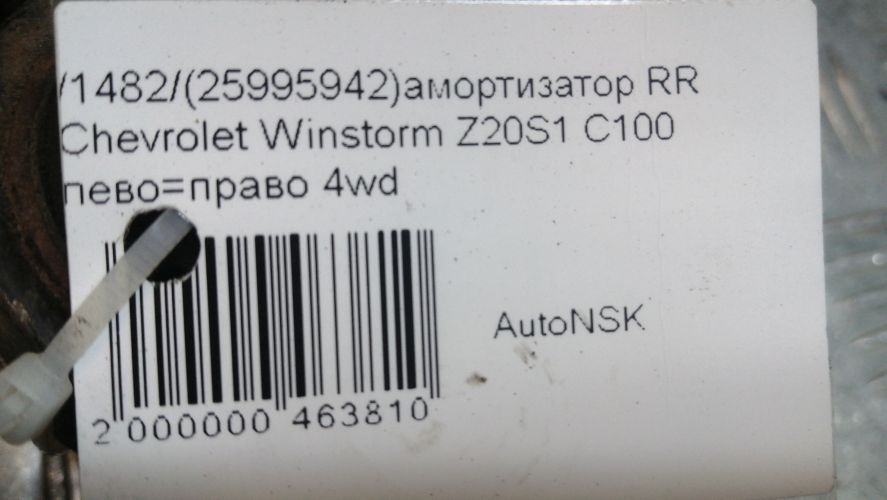 /1482/(25995942)амортизатор RR
Chevrolet Winstorm Z20S1 C100
лево=право 4wd
AutoNSK
2 000000 463810